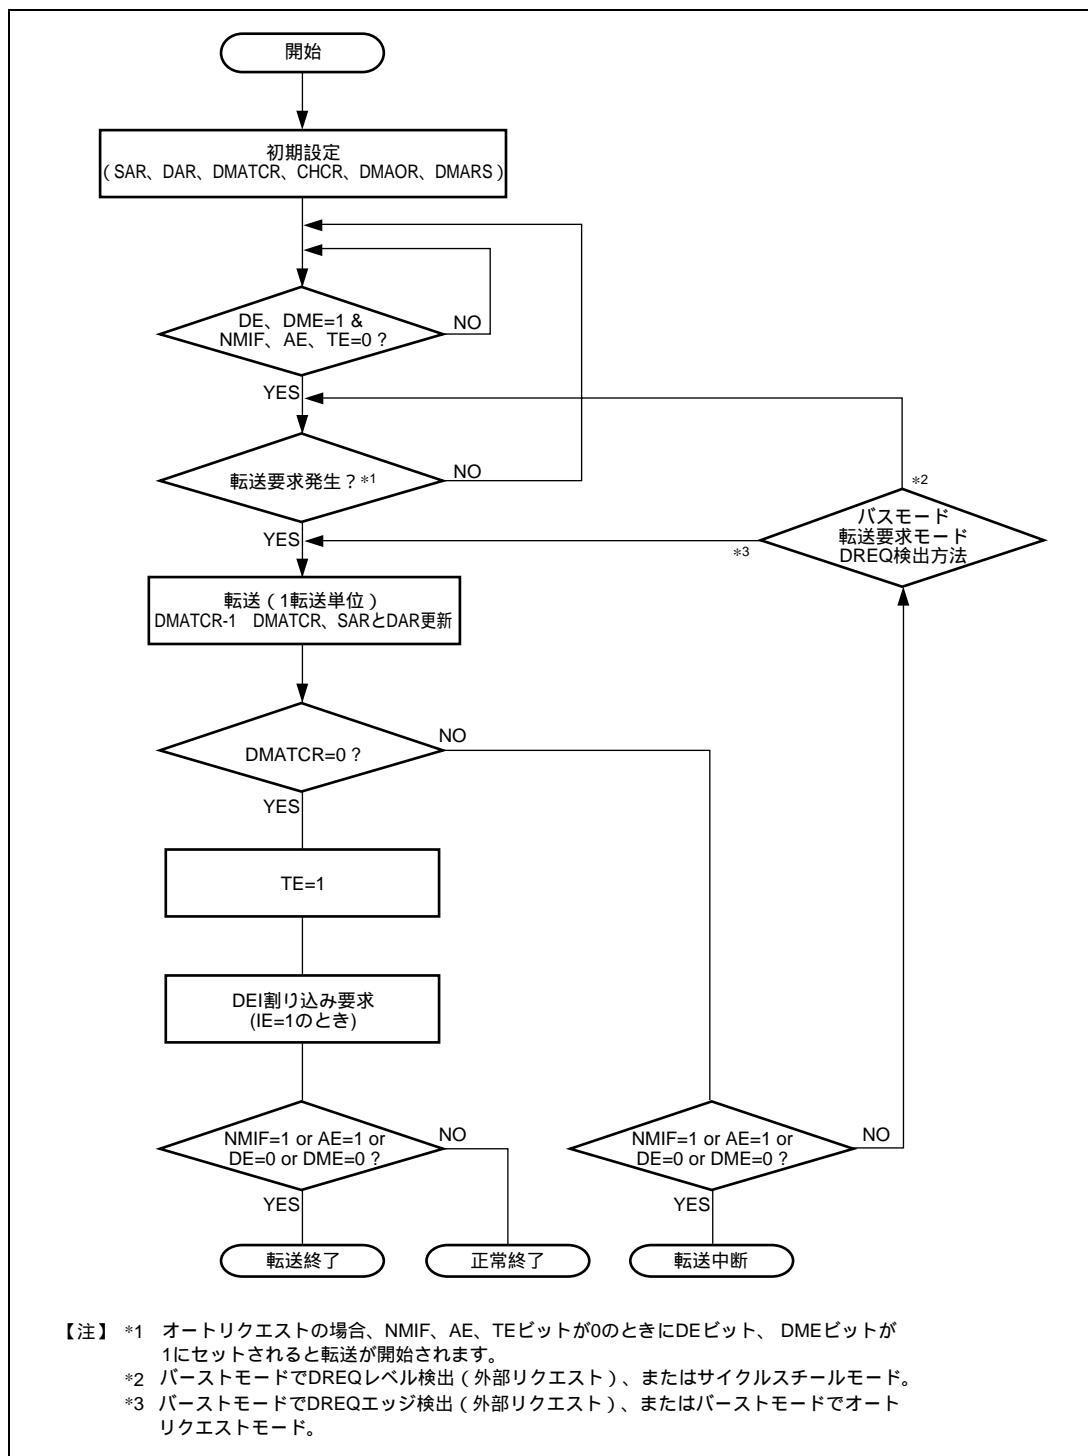 開始
初期設定
（SAR、DAR、DMATCR、CHCR、DMAOR、DMARS）
DE、DME=1 &
NMIF、AE、TE=0 ?
NO
YES
転送要求発生？*1
NO
YES
*2
バスモード
転送要求モード
DREQ検出方法
*3
転送（1転送単位）
DMATCR-1　DMATCR、SARとDAR更新
DMATCR=0 ?
NO
YES
TE=1
DEI割り込み要求
(IE=1のとき)
NMIF=1 or AE=1 or
DE=0 or DME=0 ?
NO
YES
NMIF=1 or AE=1 or
DE=0 or DME=0 ?
NO
YES
転送終了
正常終了
転送中断
【注】 *1　オートリクエストの場合、NMIF、AE、TEビットが0のときにDEビット、 DMEビットが
1にセットされると転送が開始されます。
*2　バーストモードでDREQレベル検出（外部リクエスト）、またはサイクルスチールモード。
*3　バーストモードでDREQエッジ検出（外部リクエスト）、またはバーストモードでオート
リクエストモード。